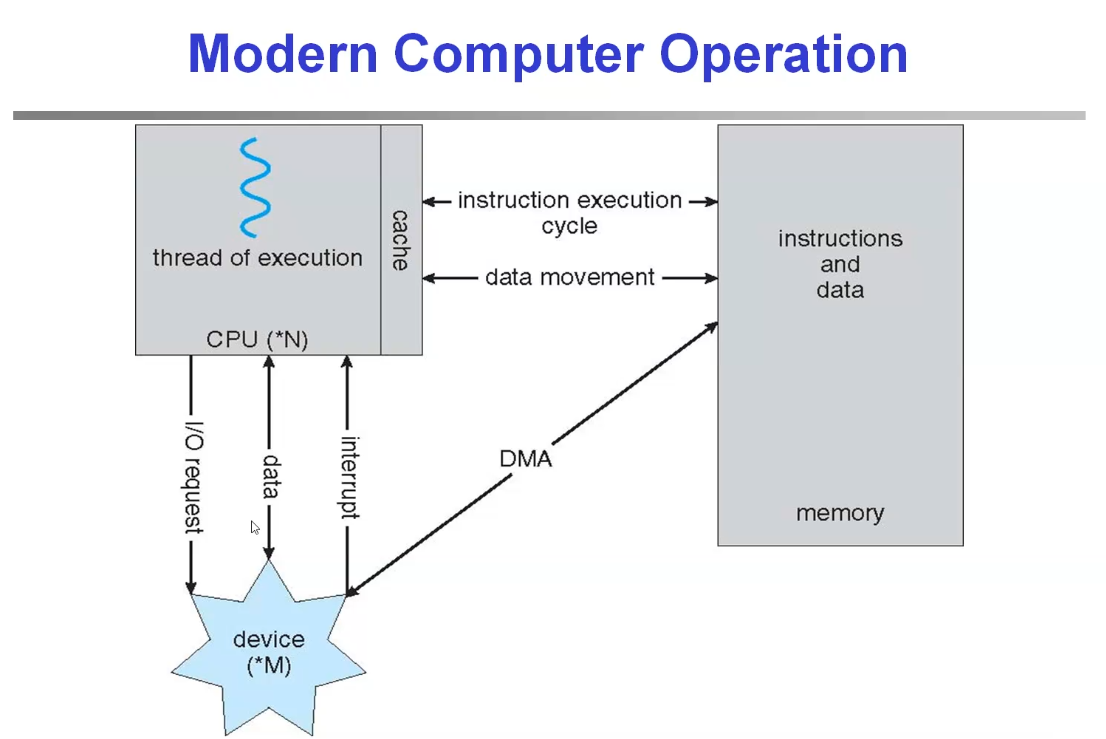 Modern Computer Operation
thread of execution
CPU (*N)
cache
instruction execution
cycle
data movement
instructions
and
data
memory
I/O request
data
interrupt
DMA
device
(*M)